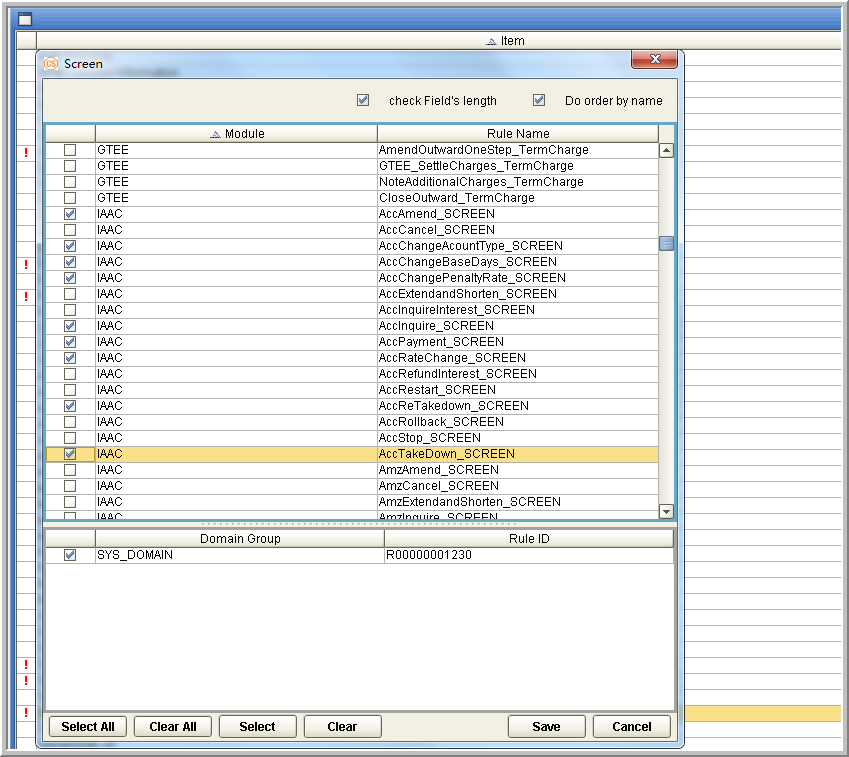 Item
Screen
check Field's length Do order by name
Module Rule Name
GTEE AmendOutwardOneStep_TermCharge
GTEE GTEE_SettleCharges_TermCharge
GTEE NoteAdditionalCharges_TermCharge
GTEE CloseOutward_TermCharge
IAAC AccAmend_SCREEN
IAAC AccCancel_SCREEN
IAAC AccChangeAcountType_SCREEN
IAAC AccChangeBaseDays_SCREEN
IAAC AccChangePenaltyRate_SCREEN
IAAC AccExtendandShorten_SCREEN
IAAC AccInquireInterest_SCREEN
IAAC AccInquire_SCREEN
IAAC AccPayment_SCREEN
IAAC AccRateChange_SCREEN
IAAC AccRefundInterest_SCREEN
IAAC AccRestart_SCREEN
IAAC AccReTakedown_SCREEN
IAAC AccRollback_SCREEN
IAAC AccStop_SCREEN
IAAC AccTakeDown_SCREEN
IAAC AmzAmend_SCREEN
IAAC AmzCancel_SCREEN
IAAC AmzExtendandShorten_SCREEN
IAAC AmzInquire_SCREEN
Domain Group Rule ID
SYS_DOMAIN R00000001230
Select All Clear All Select Clear Save Cancel